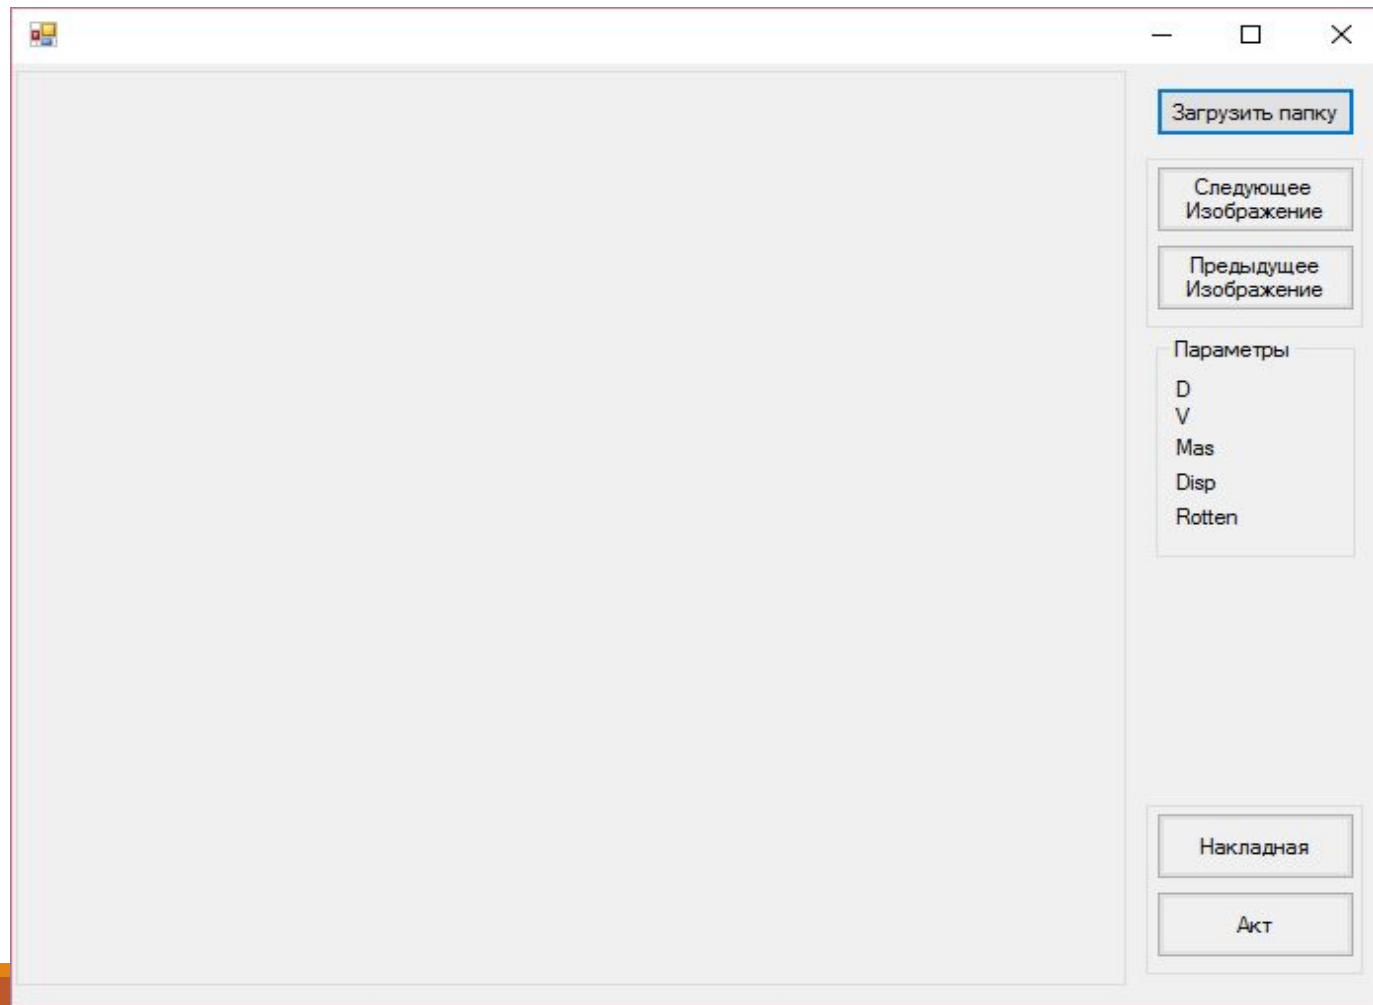 Загрузить папку
Следующее
Изображение
Предыдущее
Изображение
Параметры
D
V
Mas
Disp
Rotten
Накладная
Акт